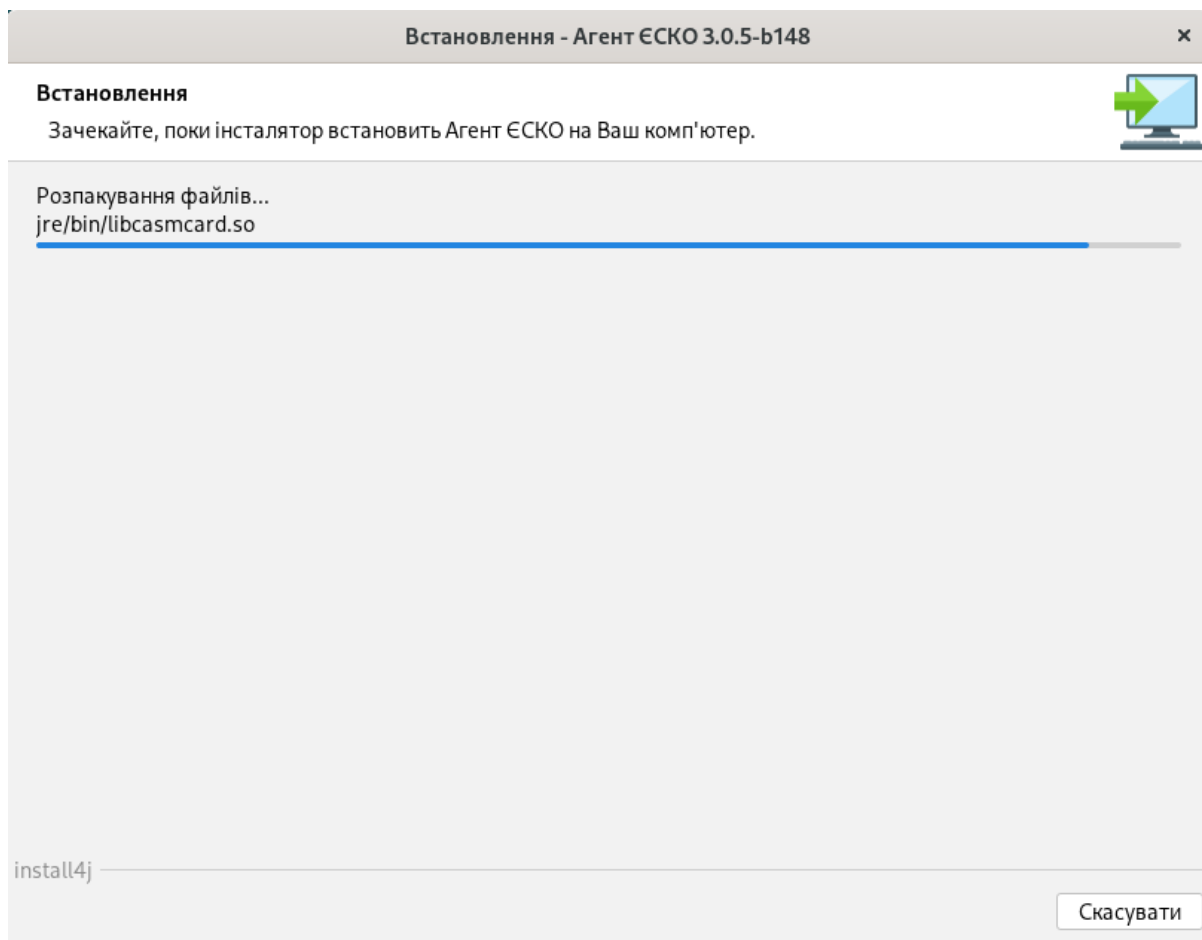 Встановлення - Агент ЄСКО 3.0.5-b148
Встановлення
Зачекайте, поки інсталятор встановить Агент ЄСКО на Ваш комп'ютер.
Розпакування файлів...
jre/bin/libcasmcard.so
install4j
Скасувати